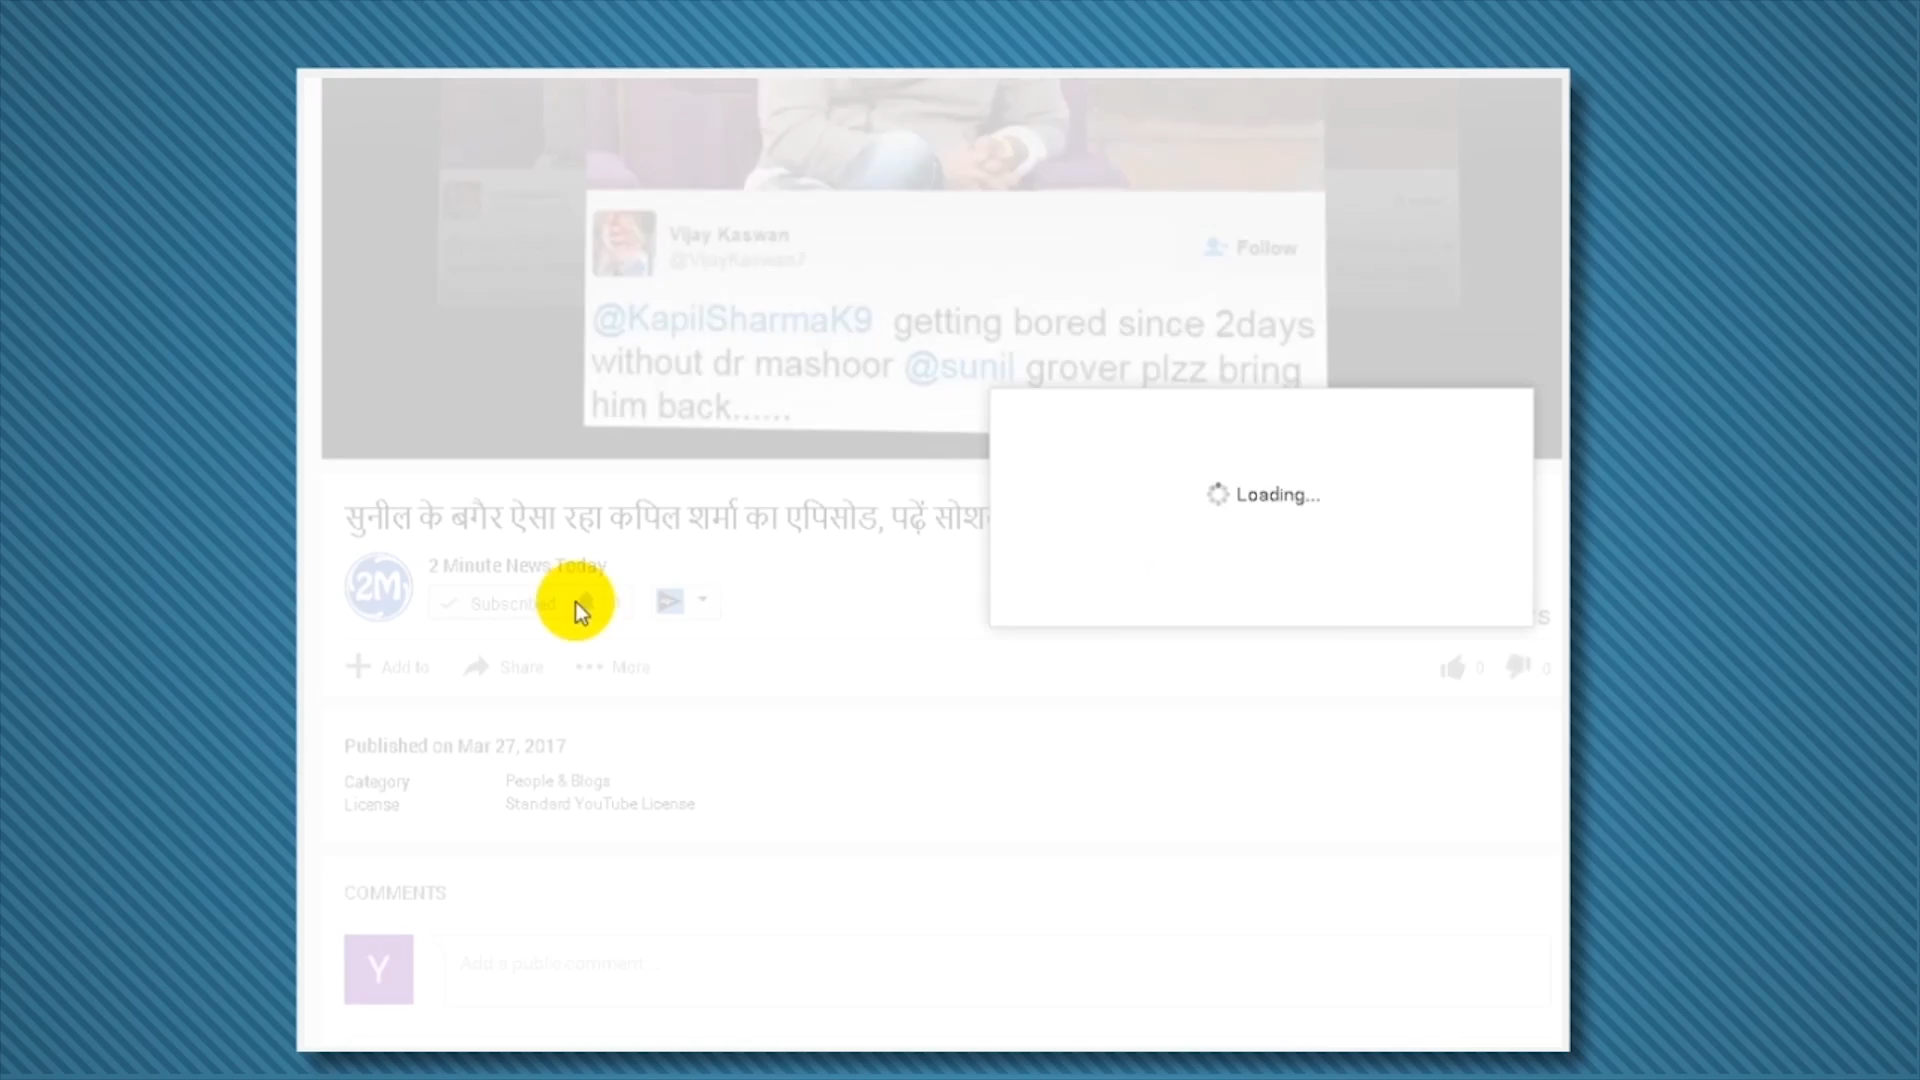 Vijay Kaswan
@VijayKaswan7
Follow
@KapilSharmaK9 getting bored since 2days
without dr mashoor @sunil grover plzz bring
him back......
Loading...
सुनील के बगैर ऐसा रहा कपिल शर्मा का एपिसोड, पढ़ें
2M
2 Minute News Today
Subscribed
Add to
Share
More
0
0
Published on Mar 27, 2017
Category
People & Blogs
License
Standard YouTube License
COMMENTS
Y
Add a public comment...